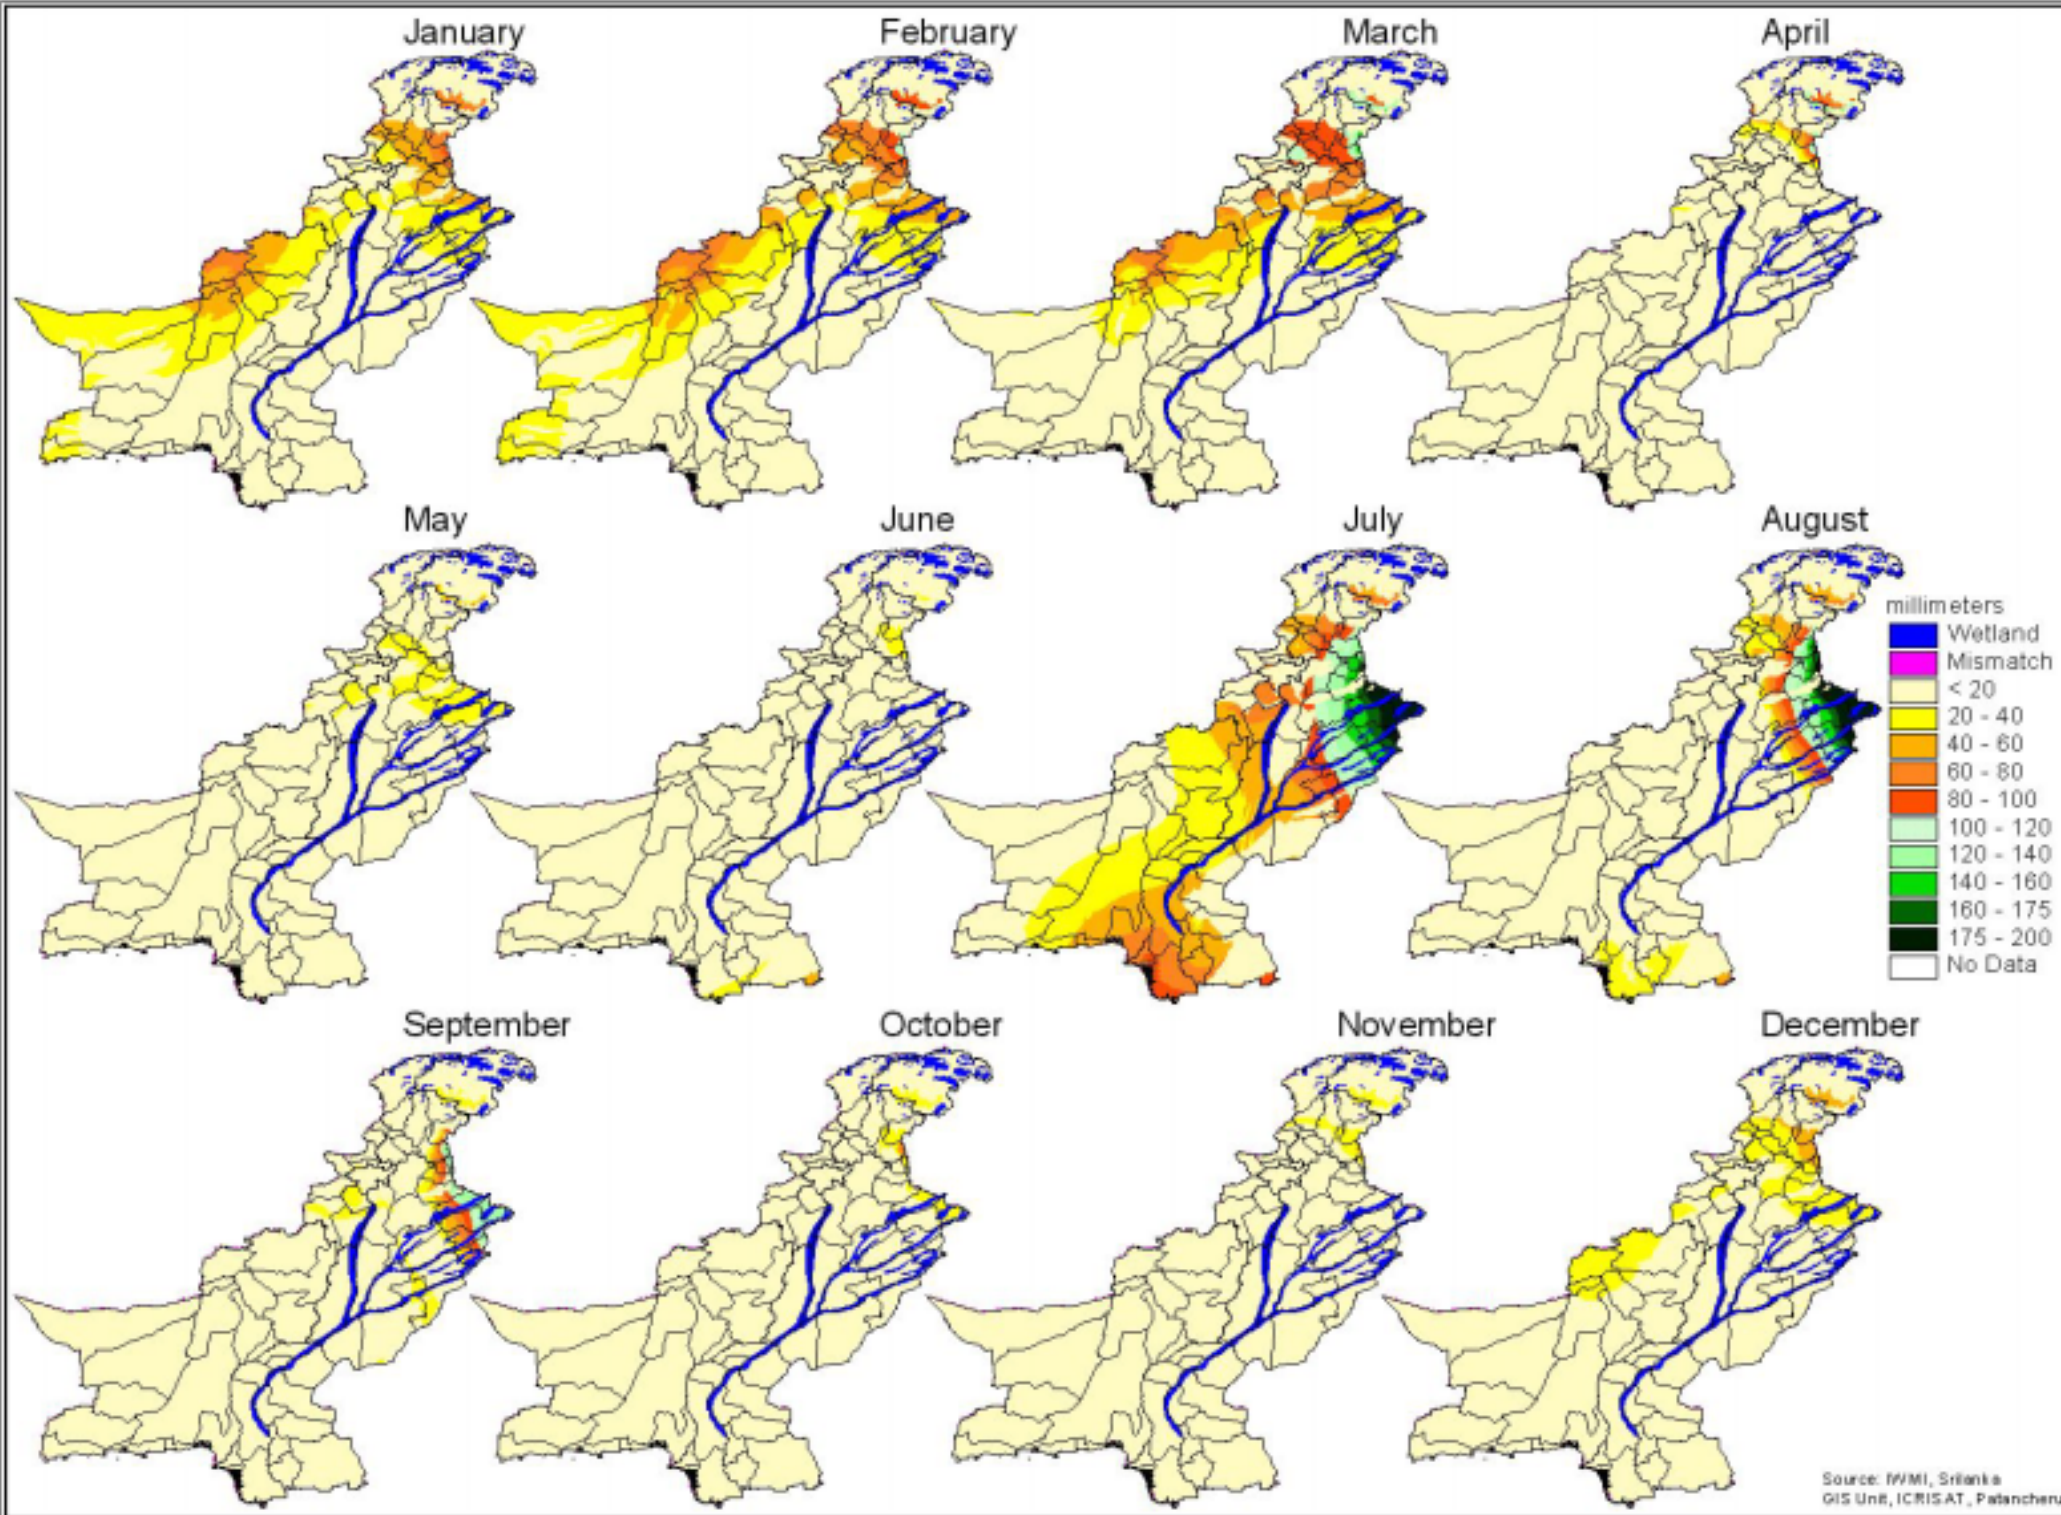 January
February
March
April
May
June
July
August
millimeters
Wetland
Mismatch
< 20
20 - 40
40 - 60
60 - 80
80 - 100
100 - 120
120 - 140
140 - 160
160 - 175
175 - 200
No Data
September
October
November
December
Source: IWMI, Srilanka
GIS Unit, ICRISAT, Patancheru